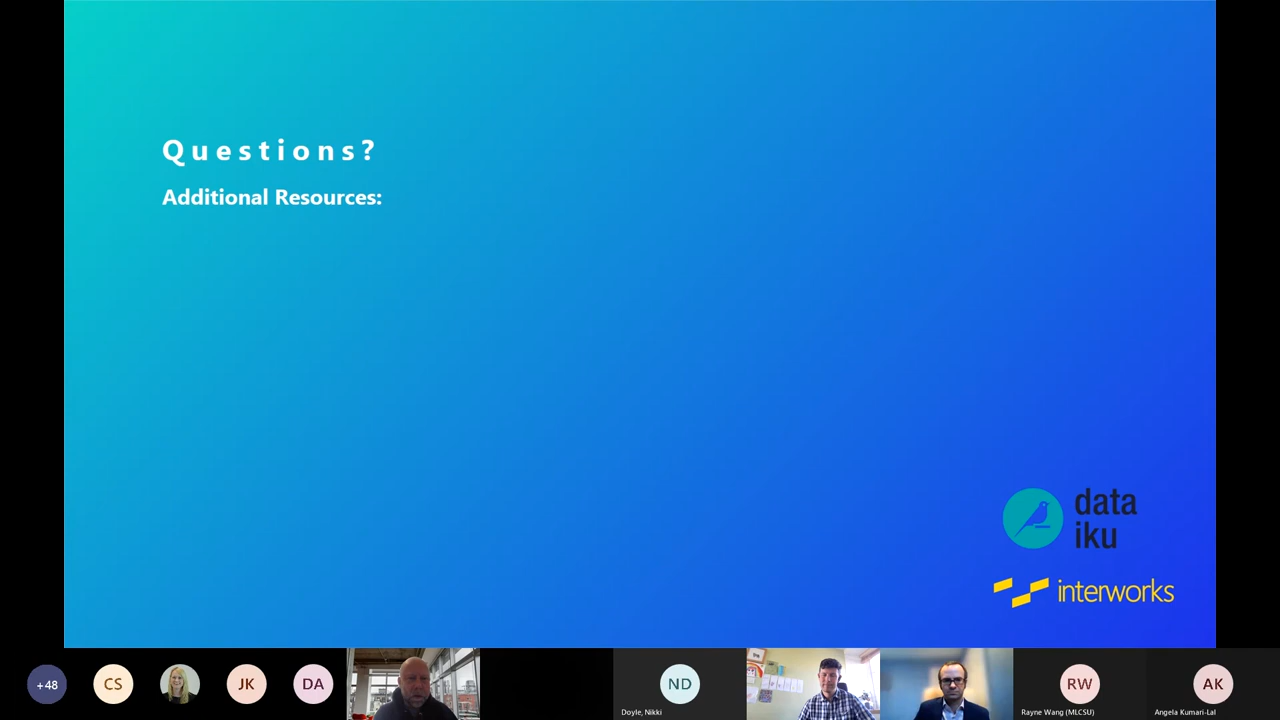 Questions?
Additional Resources:
data
iku
interworks
+48
CS
JK
DA
ND
Doyle, Nikki
RW
Rayne Wang (MLCSU)
AK
Angela Kumari-Lal